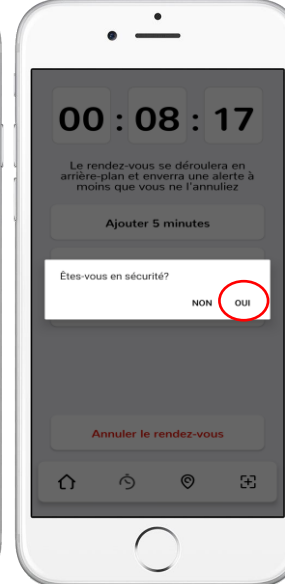 00 : 08 : 17
Le rendez-vous se déroulera en
arrière-plan et enverra une alerte à
moins que vous ne l'annuliez
Ajouter 5 minutes
Êtes-vous en sécurité?
NON OUI
Annuler le rendez-vous